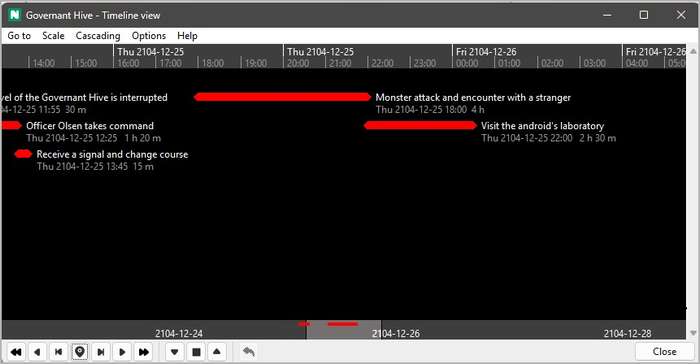 Governant Hive - Timeline view
Go to Scale Cascading Options Help
Thu 2104-12-25 Thu 2104-12-25 Fri 2104-12-26 Fri 2104-12-26
14:00 15:00 16:00 17:00 18:00 19:00 20:00 21:00 22:00 23:00 00:00 01:00 02:00 03:00 04:00 05:00
vel of the Governant Hive is interrupted Monster attack and encounter with a stranger
04-12-25 11:55 30 m Thu 2104-12-25 18:00 4 h
Officer Olsen takes command Visit the android's laboratory
Thu 2104-12-25 12:25 1 h 20 m Thu 2104-12-25 22:00 2 h 30 m
Receive a signal and change course
Thu 2104-12-25 13:45 15 m
2104-12-24 2104-12-26 2104-12-28
Close